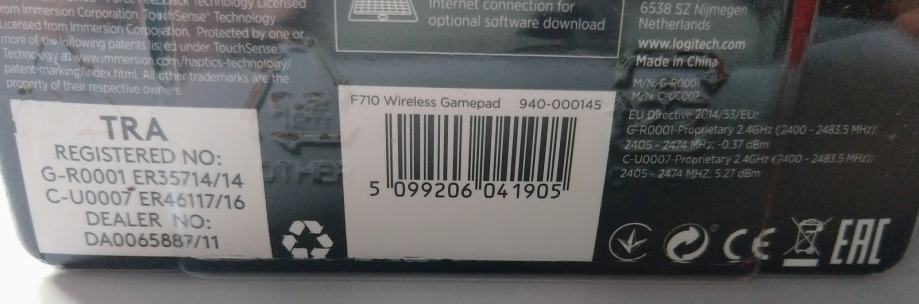 Force Feedback Technology Licensed
from Immersion Corporation. TouchSense® Technology
Licensed from Immersion Corporation. Protected by one or
more of the following patents listed under TouchSense
Technology at www.immersion.com/haptics-technology/
patent-marking/index.html. All other trademarks are the
property of their respective owners.
Internet connection for
optional software download
6538 SZ Nijmegen
Netherlands
www.logitech.com
Made in China
M/N: G-R0001
M/N: C-U0007
EU Directive 2014/53/EU:
G-R0001-Proprietary 2.4GHz (2400 - 2483.5 MHz):
2405 - 2474 MHz; -0.37 dBm
C-U0007-Proprietary 2.4GHz (2400 - 2483.5 MHz):
2405 - 2474 MHZ; 5.27 dBm
TRA
REGISTERED NO:
G-R0001 ER35714/14
C-U0007 ER46117/16
DEALER NO:
DA0065887/11
F710 Wireless Gamepad 940-000145
5 099206 041905
OTHER
CE
EAC